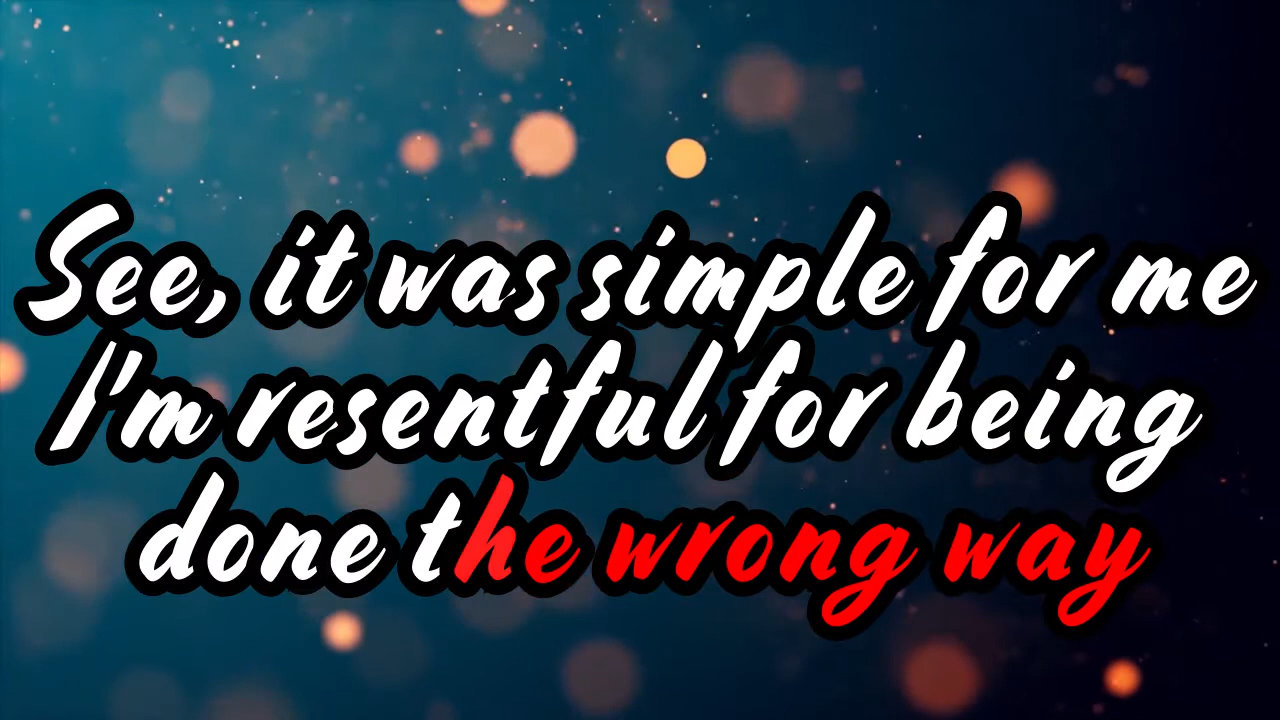 See, it was simple for me
I'm resentful for being
done the wrong way